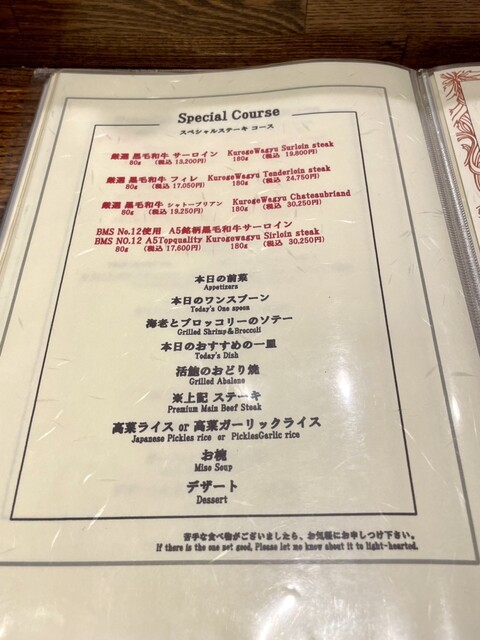 Special Course
スペシャルステーキ コース
厳選 黒毛和牛 サーロイン KurogeWagyu Surloin steak
80g (税込 13,200円) 180g (税込 19,800円)
厳選 黒毛和牛 フィレ KurogeWagyu Tenderloin steak
80g (税込 17,050円) 180g (税込 24,750円)
厳選 黒毛和牛 シャトーブリアン KurogeWagyu Chateaubriand
80g (税込 19,250円) 180g (税込 30,250円)
BMS No.12使用 A5銘柄黒毛和牛サーロイン
BMS NO.12 A5Topquality Kurogewagyu Sirloin steak
80g (税込 17,600円) 180g (税込 30,250円)
本日の前菜
Appetizers
本日のワンスプーン
Today's One spoon
海老とブロッコリーのソテー
Grilled Shrimp&Broccoli
本日のおすすめの一皿
Today's Dish
活鮑のおどり焼
Grilled Abalone
※上記 ステーキ
Premium Main Beef Steak
高菜ライス or 高菜ガーリックライス
Japanese Pickles rice or PicklesGarlic rice
お椀
Miso Soup
デザート
Dessert
苦手な食べ物がございましたら、お気軽にお申しつけ下さい。
If there is the one not good, Please let me know about it to light-hearted.